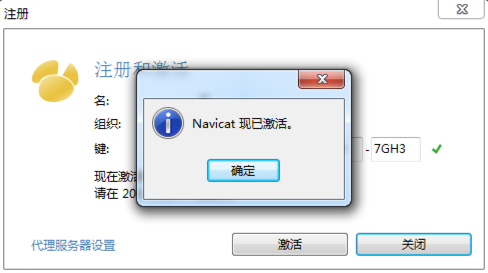 注册
注册和激活
名:
组织:
键:
- 7GH3
现在激活
请在 20
Navicat 现已激活。
确定
代理服务器设置
激活
关闭